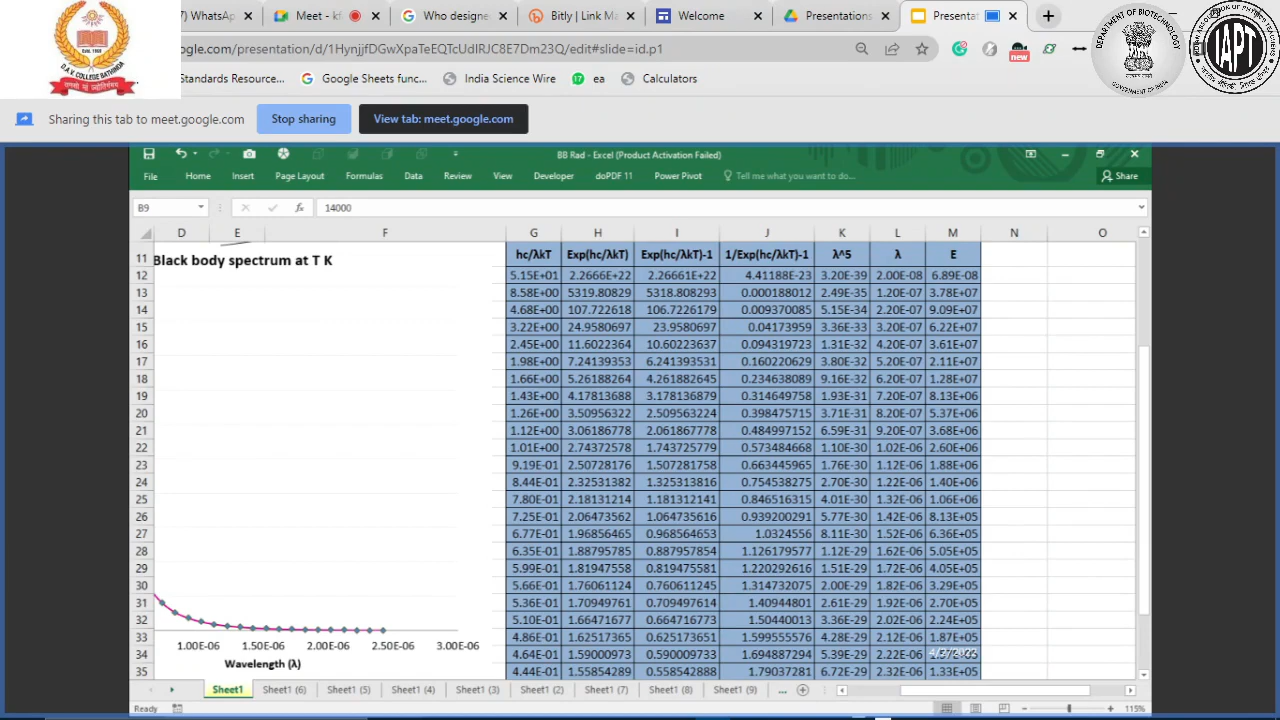 WhatsA
Meet - kf
Who designe
Bitly | Link M
Welcome
Presentations
Presentat
D.A.V. COLLEGE BATHINDA
DEPARTMENT OF BIOTECHNOLOGY
GOVERNMENT OF INDIA
IAPT
new
Standards Resource...
Google Sheets func...
India Science
ea
Calculators
Sharing this tab to meet.google.com
Stop sharing
View tab: meet.google.com
BB Rad - Excel (Product Activation Failed)
File Home Insert Page Layout Formulas Data Review View Developer doPDF 11 Power Pivot Tell me what you want to do... Share
B9 fx 14000
D E F G H I J K L M N O
11 Black body spectrum at T K hc/λkT Exp(hc/λkT) Exp(hc/λkT)-1 1/Exp(hc/λkT)-1 λ^5 λ E
12 5.15E+01 2.2666E+22 2.26661E+22 4.41188E-23 3.20E-39 2.00E-08 6.89E-08
13 8.58E+00 5319.80829 5318.808293 0.000188012 2.49E-35 1.20E-07 3.78E+07
14 4.68E+00 107.722618 106.7226179 0.009370085 5.15E-34 2.20E-07 9.09E+07
15 3.22E+00 24.9580697 23.9580697 0.04173959 3.36E-33 3.20E-07 6.22E+07
16 2.45E+00 11.6022364 10.60223637 0.094319723 1.31E-32 4.20E-07 3.61E+07
17 1.98E+00 7.24139353 6.241393531 0.160220629 3.80E-32 5.20E-07 2.11E+07
18 1.66E+00 5.26188264 4.261882645 0.234638089 9.16E-32 6.20E-07 1.28E+07
19 1.43E+00 4.17813688 3.178136879 0.314649758 1.93E-31 7.20E-07 8.13E+06
20 1.26E+00 3.50956322 2.509563224 0.398475715 3.71E-31 8.20E-07 5.37E+06
21 1.12E+00 3.06186778 2.061867778 0.484997152 6.59E-31 9.20E-07 3.68E+06
22 1.01E+00 2.74372578 1.743725779 0.573484668 1.10E-30 1.02E-06 2.60E+06
23 9.19E-01 2.50728176 1.507281758 0.663445965 1.76E-30 1.12E-06 1.88E+06
24 8.44E-01 2.32531382 1.325313816 0.754538275 2.70E-30 1.22E-06 1.40E+06
25 7.80E-01 2.18131214 1.181312141 0.846516315 4.01E-30 1.32E-06 1.06E+06
26 7.25E-01 2.06473562 1.064735616 0.939200291 5.77E-30 1.42E-06 8.13E+05
27 6.77E-01 1.96856465 0.968564653 1.0324556 8.11E-30 1.52E-06 6.36E+05
28 6.35E-01 1.88795785 0.887957854 1.126179577 1.12E-29 1.62E-06 5.05E+05
29 5.99E-01 1.81947558 0.819475581 1.220292616 1.51E-29 1.72E-06 4.05E+05
30 5.66E-01 1.76061124 0.760611245 1.314732075 2.00E-29 1.82E-06 3.29E+05
31 5.36E-01 1.70949761 0.709497614 1.40944801 2.61E-29 1.92E-06 2.70E+05
32 5.10E-01 1.66471677 0.664716773 1.50440013 3.36E-29 2.02E-06 2.24E+05
33 4.86E-01 1.62517365 0.625173651 1.599555576 4.28E-29 2.12E-06 1.87E+05
34 4.64E-01 1.59000973 0.590009733 1.694887294 5.39E-29 2.22E-06
35 4.44E-01 1.55854289 0.558542888 1.79037281 6.72E-29 2.32E-06 1.33E+05
1.00E-06 1.50E-06 2.00E-06 2.50E-06 3.00E-06
Wavelength (λ)
Sheet1 Sheet1 (6) Sheet1 (5) Sheet1 (4) Sheet1 (3) Sheet1 (2) Sheet1 (7) Sheet1 (8) Sheet1 (9) ...
Ready 115%